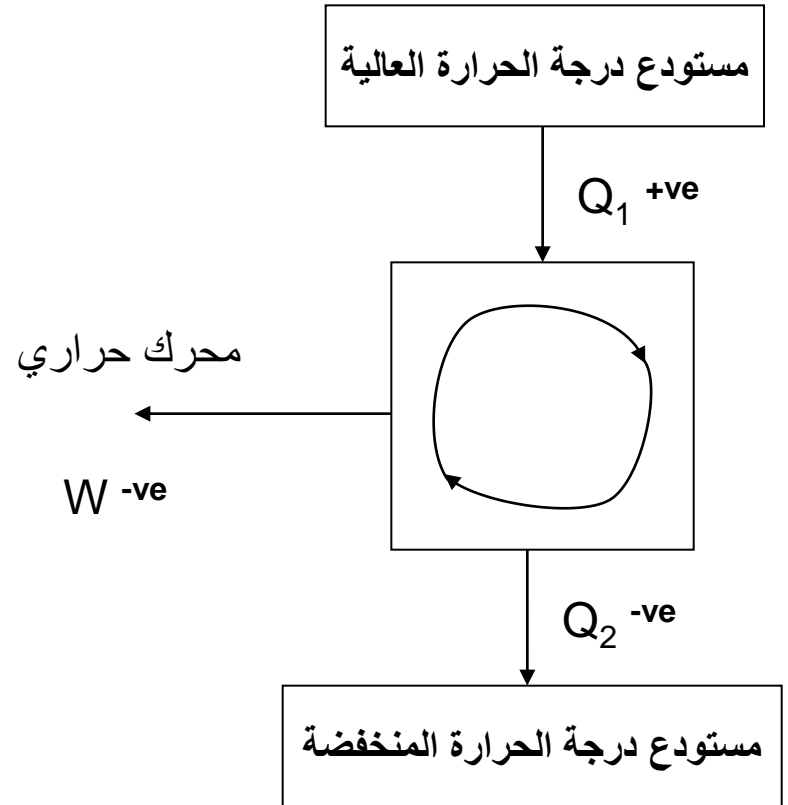 مستودع درجة الحرارة العالية
Q₁ +ve
محرك حراري
W -ve
Q₂ -ve
مستودع درجة الحرارة المنخفضة